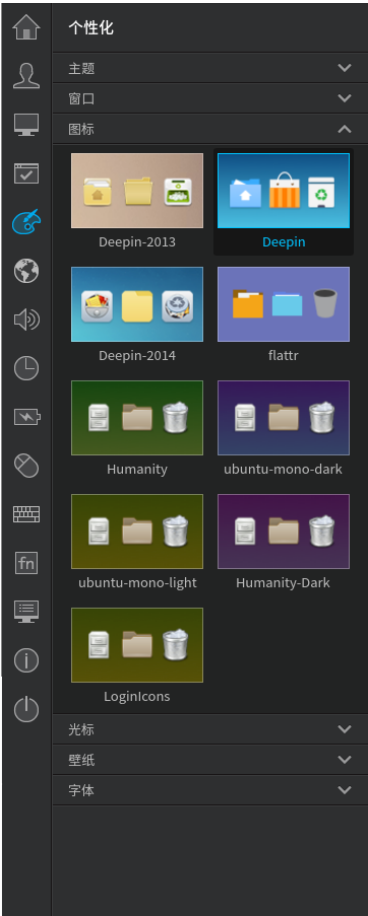 个性化
主题
窗口
图标
Deepin-2013
Deepin
Deepin-2014
flattr
Humanity
ubuntu-mono-dark
ubuntu-mono-light
Humanity-Dark
LoginIcons
fn
光标
壁纸
字体